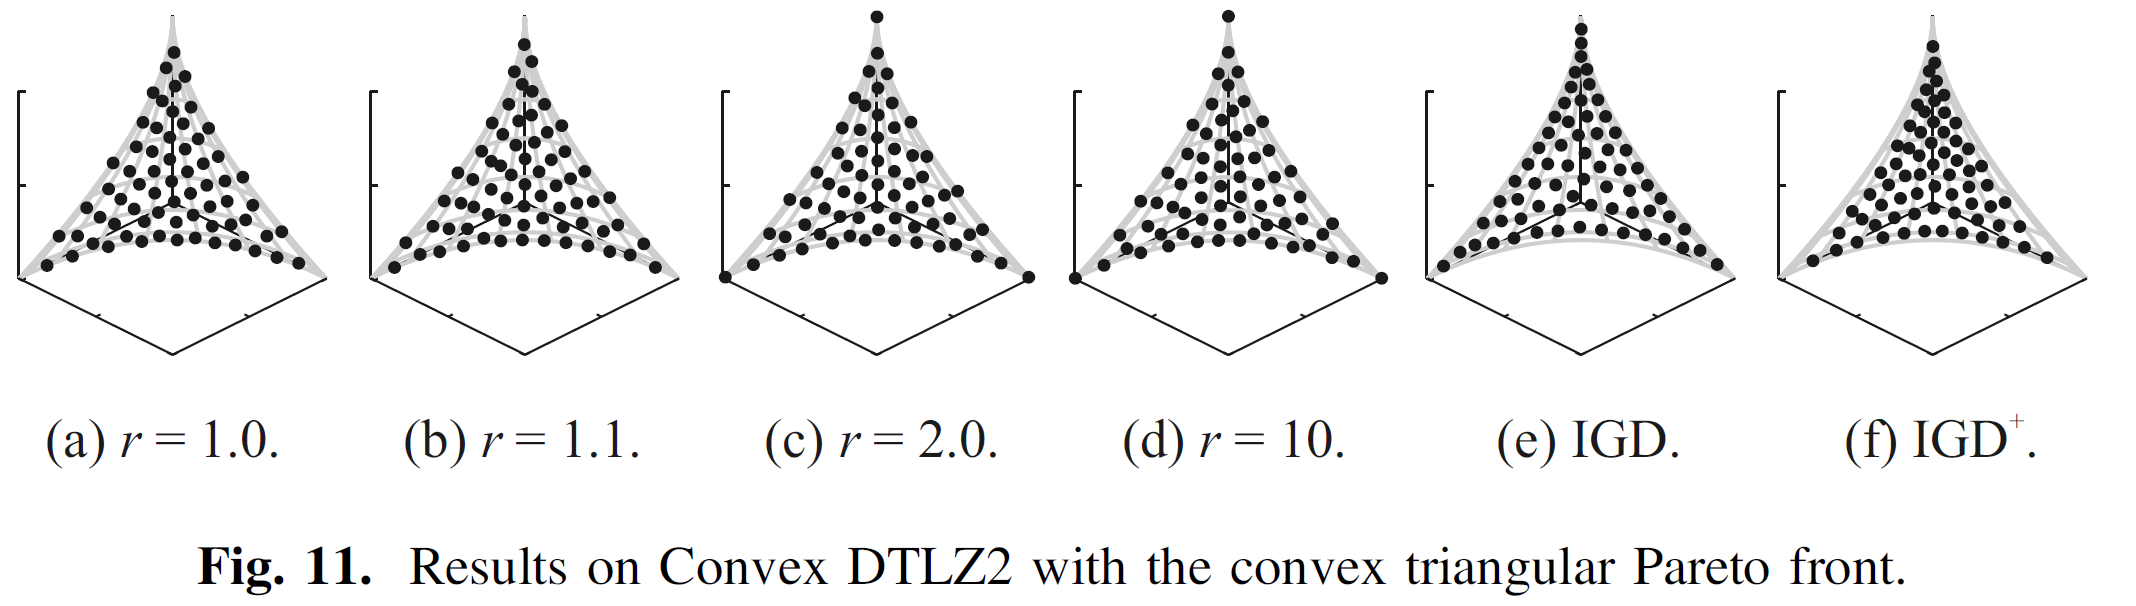 (a) r = 1.0. (b) r = 1.1. (c) r = 2.0. (d) r = 10. (e) IGD. (f) IGD⁺.
Fig. 11. Results on Convex DTLZ2 with the convex triangular Pareto front.